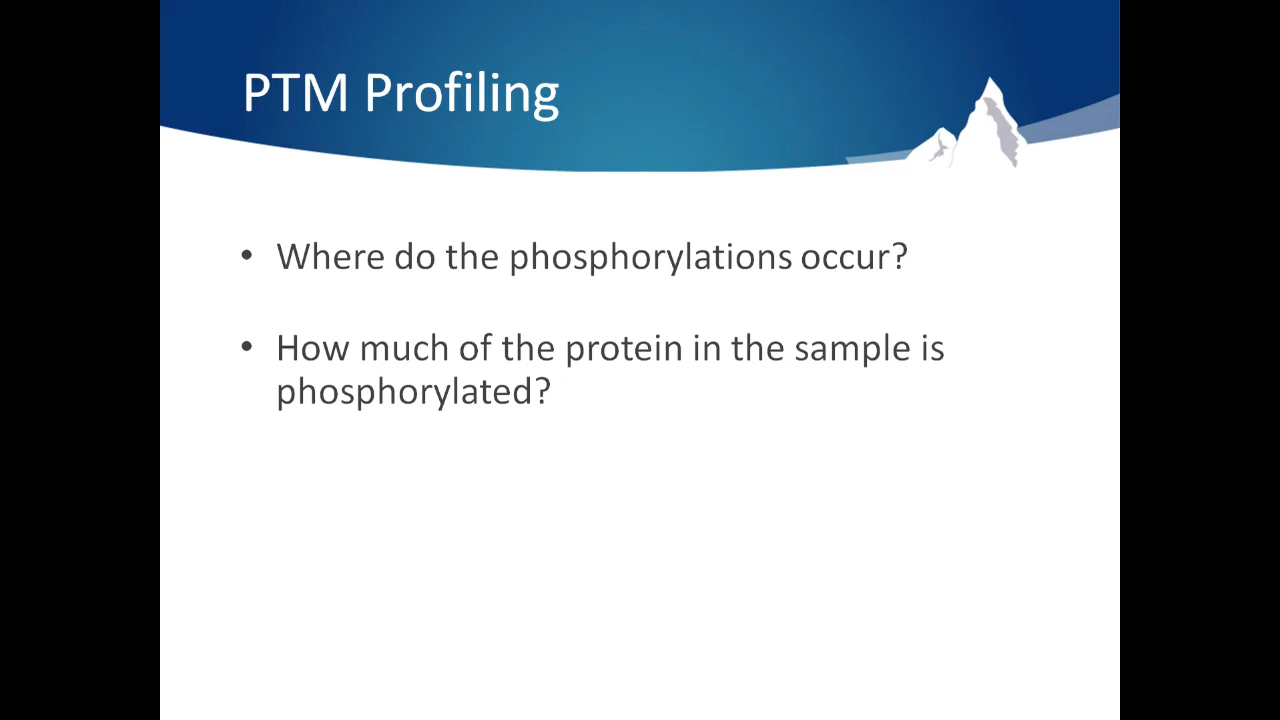 PTM Profiling
• Where do the phosphorylations occur?
• How much of the protein in the sample is
phosphorylated?